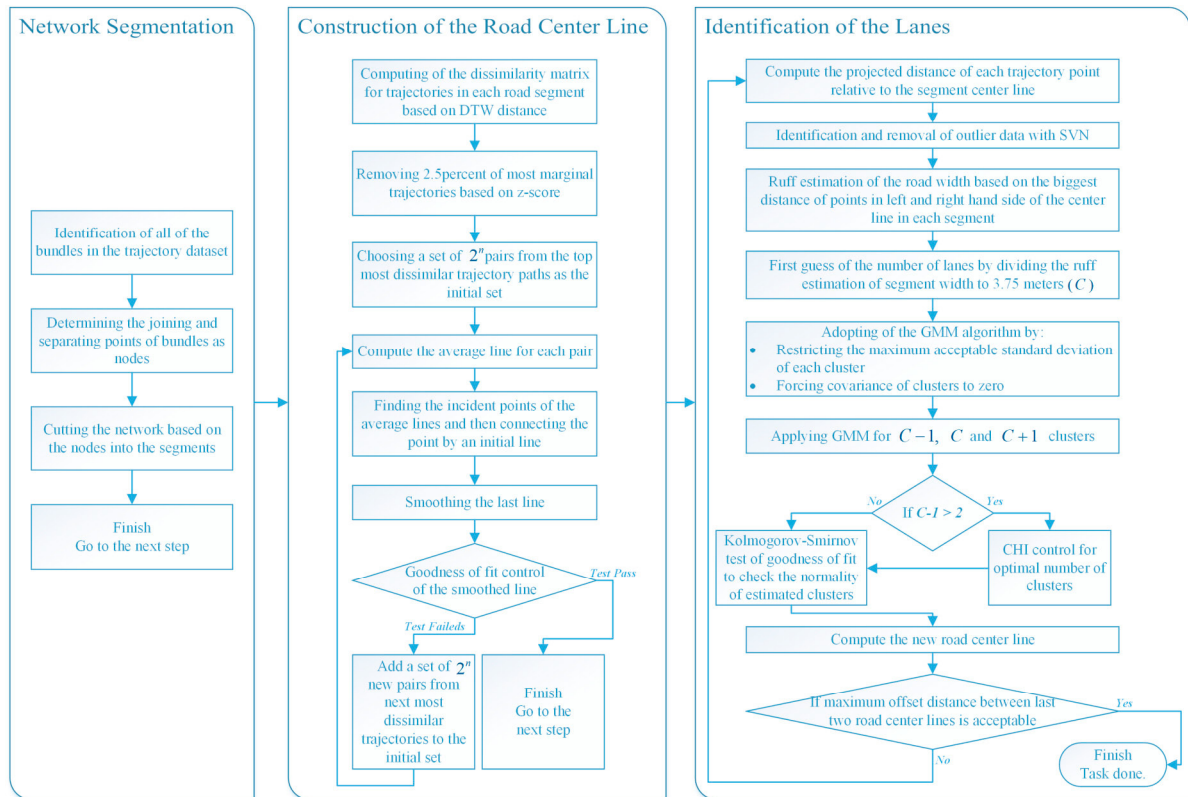 Network Segmentation
Identification of all of the
bundles in the trajectory dataset
Determining the joining and
separating points of bundles as
nodes
Cutting the network based on
the nodes into the segments
Finish
Go to the next step
Construction of the Road Center Line
Computing of the dissimilarity matrix
for trajectories in each road segment
based on DTW distance
Removing 2.5percent of most marginal
trajectories based on z-score
Choosing a set of 2ⁿ pairs from the top
most dissimilar trajectory paths as the
initial set
Compute the average line for each pair
Finding the incident points of the
average lines and then connecting the
point by an initial line
Smoothing the last line
Goodness of fit control
of the smoothed line
Test Pass
Test Faileds
Add a set of 2ⁿ
new pairs from
next most
dissimilar
trajectories to the
initial set
Finish
Go to the
next step
Identification of the Lanes
Compute the projected distance of each trajectory point
relative to the segment center line
Identification and removal of outlier data with SVN
Ruff estimation of the road width based on the biggest
distance of points in left and right hand side of the center
line in each segment
First guess of the number of lanes by dividing the ruff
estimation of segment width to 3.75 meters (C)
Adopting of the GMM algorithm by:
• Restricting the maximum acceptable standard deviation
of each cluster
• Forcing covariance of clusters to zero
Applying GMM for C−1, C and C+1 clusters
No
If C-1 > 2
Yes
Kolmogorov-Smirnov
test of goodness of fit
to check the normality
of estimated clusters
CHI control for
optimal number of
clusters
Compute the new road center line
If maximum offset distance between last
two road center lines is acceptable
Yes
No
Finish
Task done.